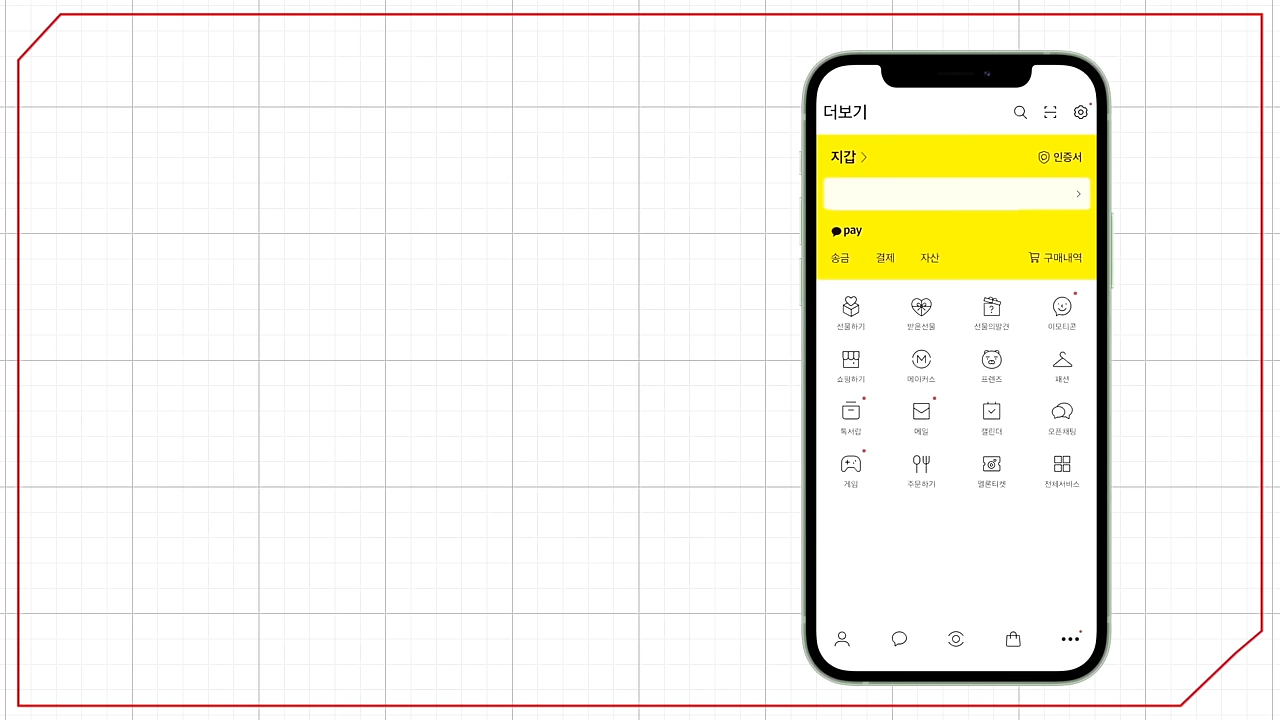 더보기
지갑
인증서
pay
송금 결제 자산 구매내역
선물하기 받은선물 선물의발견 이모티콘
쇼핑하기 메이커스 프렌즈 패션
톡서랍 메일 캘린더 오픈채팅
게임 주문하기 멜론티켓 전체서비스